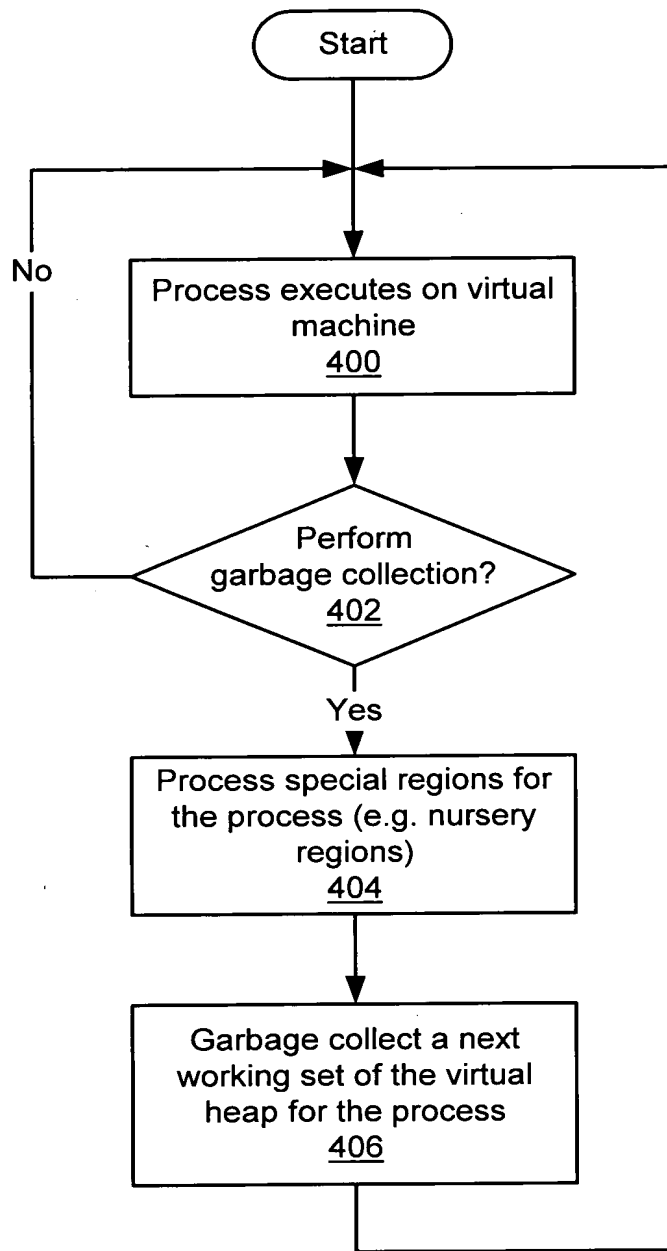 Start
No
Process executes on virtual
machine
400
Perform
garbage collection?
402
Yes
Process special regions for
the process (e.g. nursery
regions)
404
Garbage collect a next
working set of the virtual
heap for the process
406